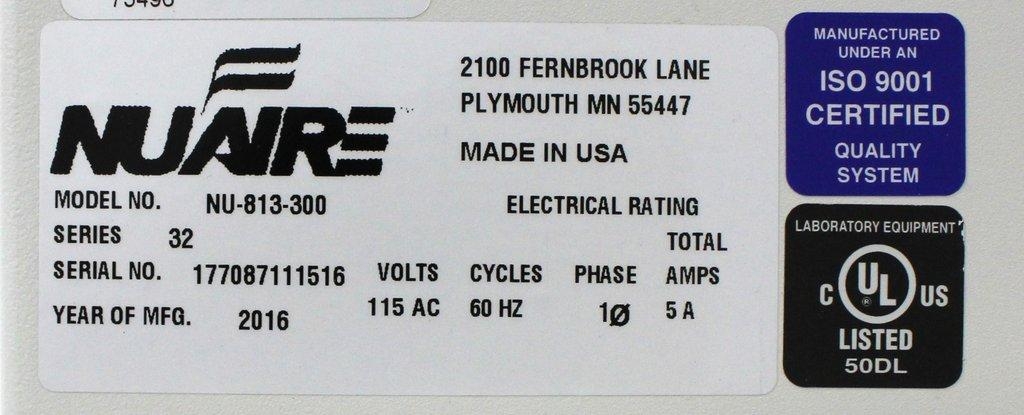 75496
NUAIRE
2100 FERNBROOK LANE
PLYMOUTH MN 55447
MADE IN USA
MODEL NO. NU-813-300
ELECTRICAL RATING
SERIES 32
TOTAL
SERIAL NO. 177087111516 VOLTS CYCLES PHASE AMPS
YEAR OF MFG. 2016 115 AC 60 HZ 1Ø 5 A
MANUFACTURED
UNDER AN
ISO 9001
CERTIFIED
QUALITY
SYSTEM
LABORATORY EQUIPMENT
C UL ® US
LISTED
50DL